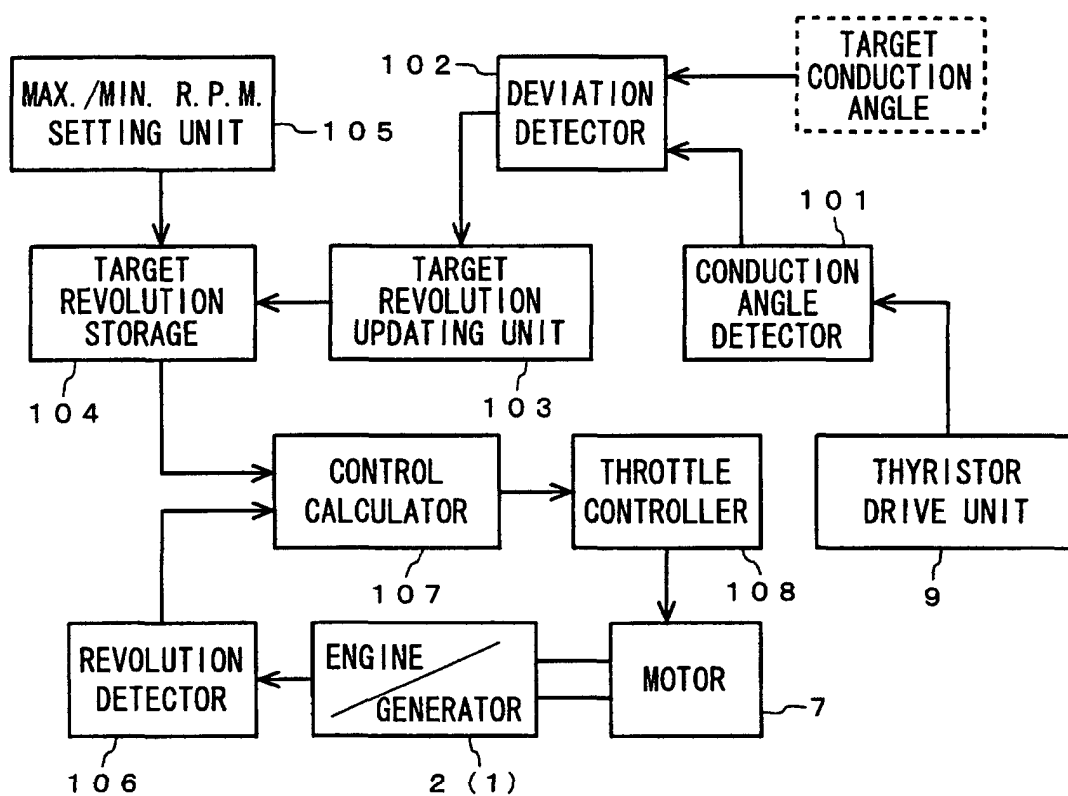 TARGET
CONDUCTION
ANGLE
102
DEVIATION
DETECTOR
MAX./MIN. R.P.M.
SETTING UNIT
105
101
TARGET
REVOLUTION
STORAGE
104
TARGET
REVOLUTION
UPDATING UNIT
103
CONDUCTION
ANGLE
DETECTOR
CONTROL
CALCULATOR
107
THROTTLE
CONTROLLER
108
THYRISTOR
DRIVE UNIT
9
REVOLUTION
DETECTOR
106
ENGINE
GENERATOR
2 (1)
MOTOR
7